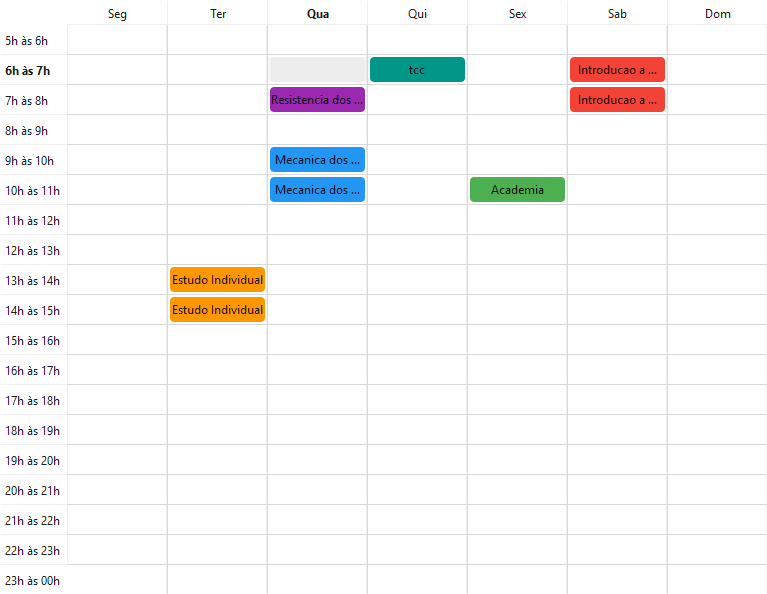 Seg Ter Qua Qui Sex Sab Dom
5h às 6h
6h às 7h tcc Introducao a ...
7h às 8h Resistencia dos ... Introducao a ...
8h às 9h
9h às 10h Mecanica dos ...
10h às 11h Mecanica dos ... Academia
11h às 12h
12h às 13h
13h às 14h Estudo Individual
14h às 15h Estudo Individual
15h às 16h
16h às 17h
17h às 18h
18h às 19h
19h às 20h
20h às 21h
21h às 22h
22h às 23h
23h às 00h